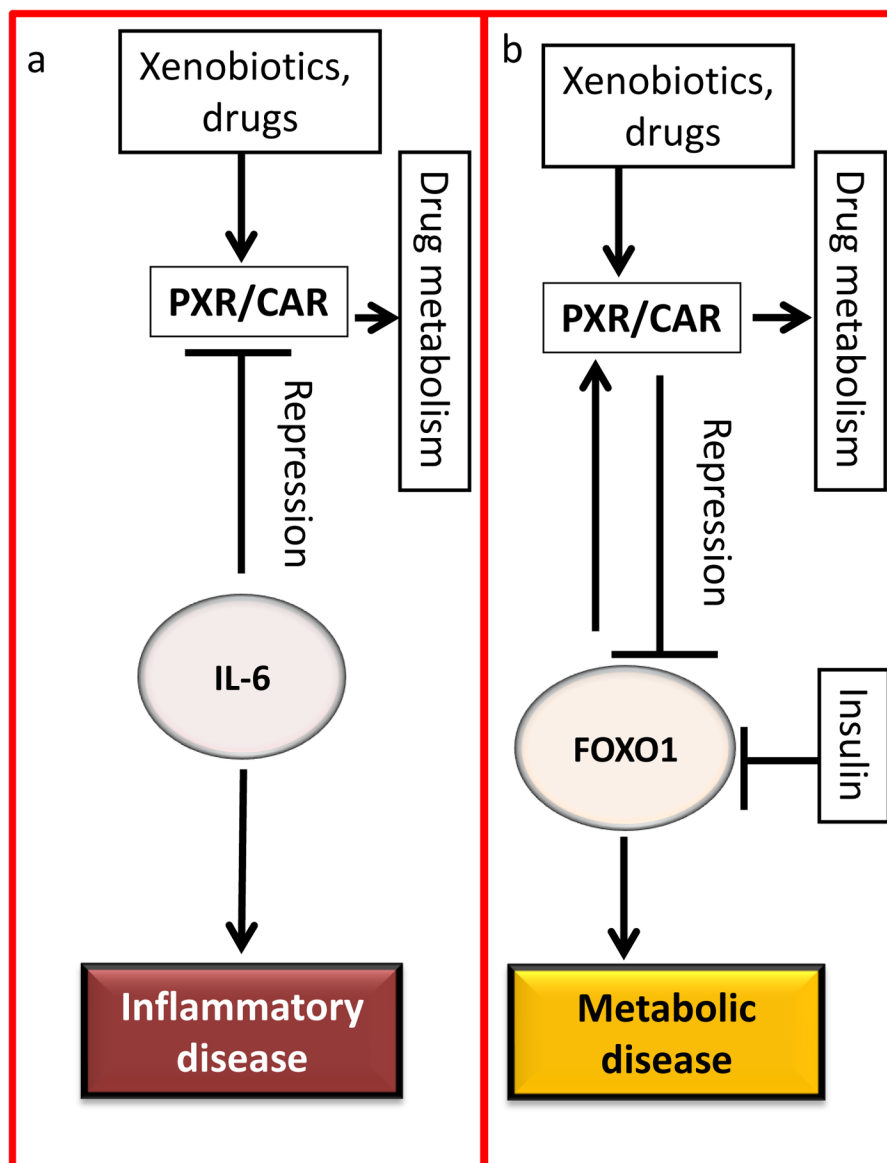 a
Xenobiotics,
drugs
PXR/CAR
Drug metabolism
Repression
IL-6
Inflammatory
disease
b
Xenobiotics,
drugs
PXR/CAR
Drug metabolism
Repression
FOXO1
Insulin
Metabolic
disease